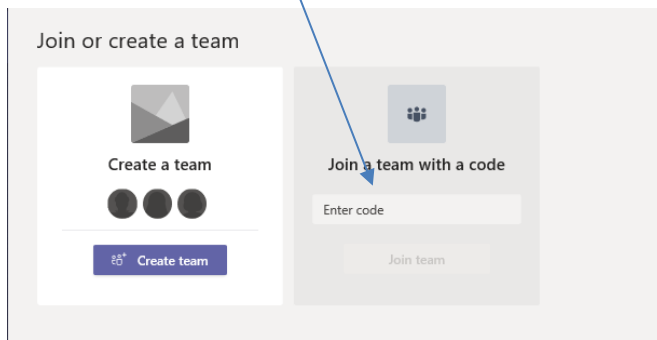 Join or create a team
Create a team
Create team
Join a team with a code
Enter code
Join team